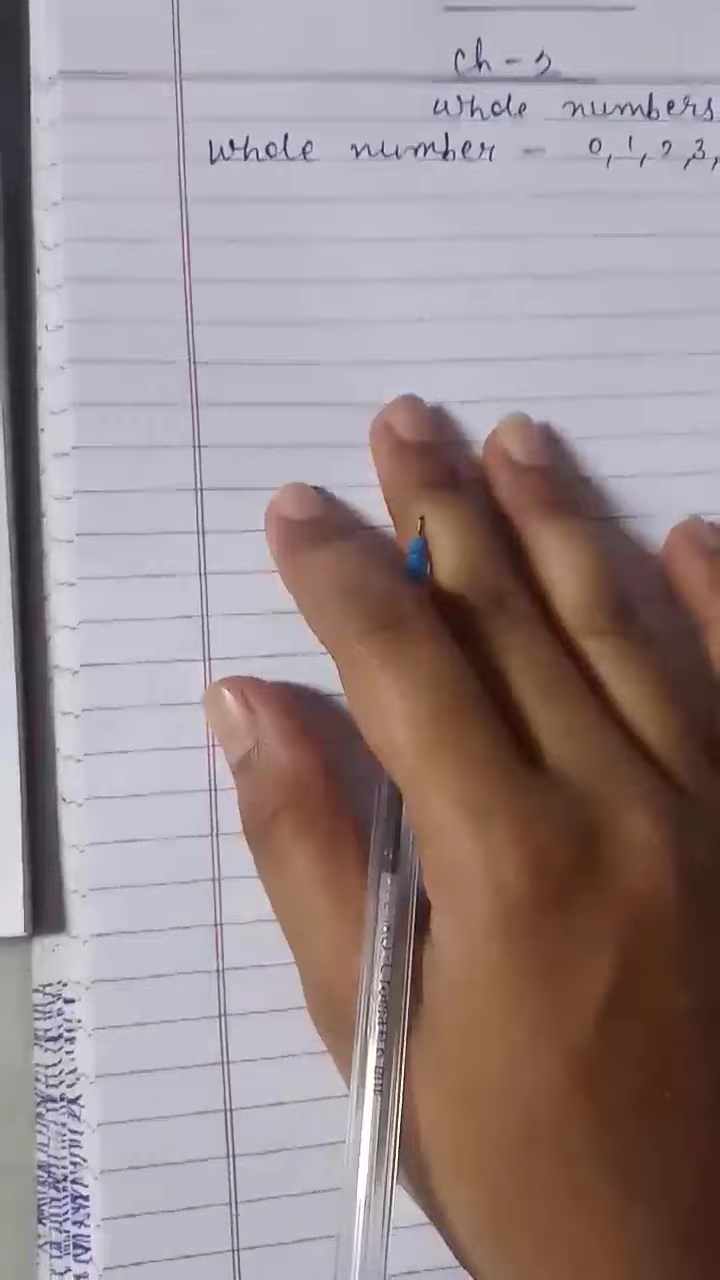 Ch - 2
whole numbers
whole number - 0, 1, 2, 3,